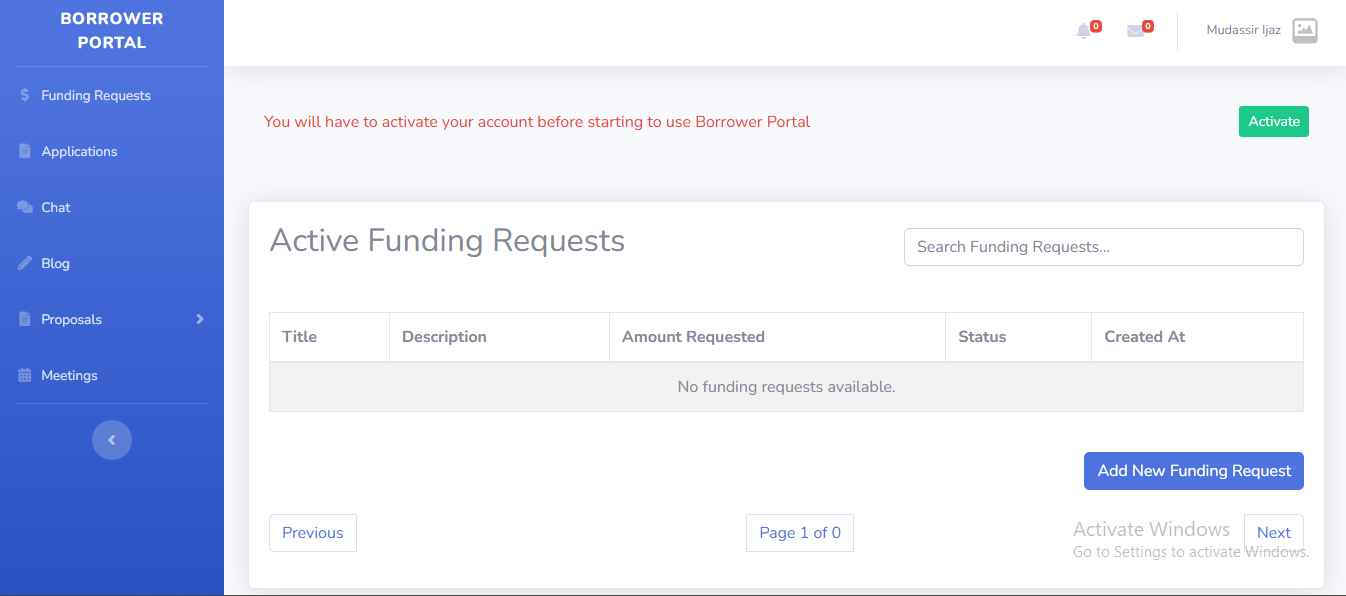 BORROWER
PORTAL
0
0
Mudassir Ijaz
Funding Requests
Applications
Chat
Blog
Proposals
Meetings
You will have to activate your account before starting to use Borrower Portal
Activate
Active Funding Requests
Search Funding Requests...
Title Description Amount Requested Status Created At
No funding requests available.
Add New Funding Request
Previous
Page 1 of 0
Next
Activate Windows
Go to Settings to activate Windows.